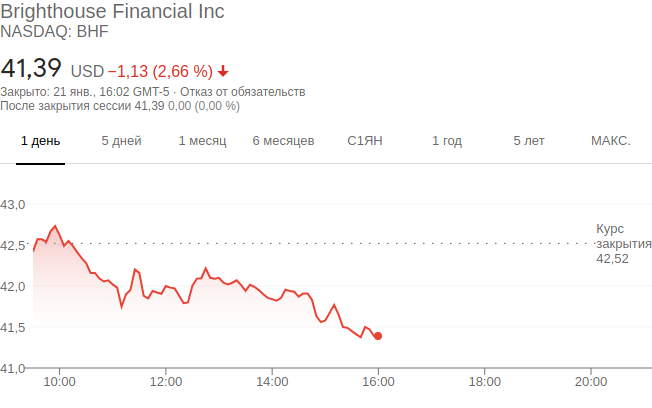 Brighthouse Financial Inc
NASDAQ: BHF
41,39 USD −1,13 (2,66 %)
Закрыто: 21 янв., 16:02 GMT-5 · Отказ от обязательств
После закрытия сессии 41,39 0,00 (0,00 %)
1 день 5 дней 1 месяц 6 месяцев С1ЯН 1 год 5 лет МАКС.
43,0
Курс
закрытия
42,52
42,5
42,0
41,5
41,0
10:00 12:00 14:00 16:00 18:00 20:00